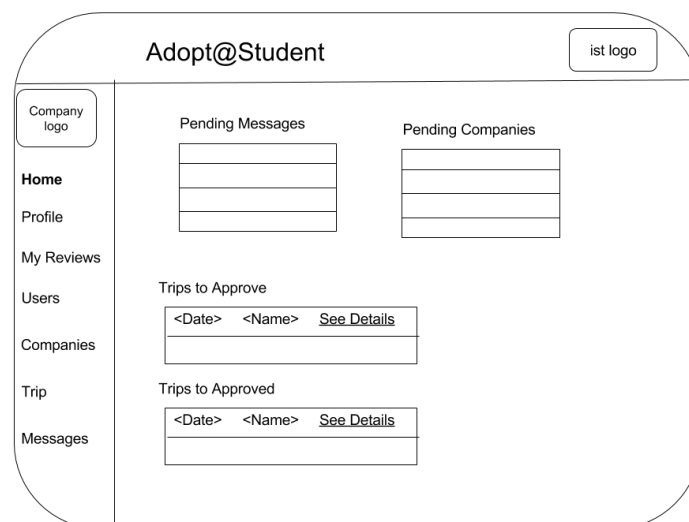 Adopt@Student
ist logo
Company
logo
Home
Profile
My Reviews
Users
Companies
Trip
Messages
Pending Messages
Pending Companies
Trips to Approve
<Date> <Name> See Details
Trips to Approved
<Date> <Name> See Details